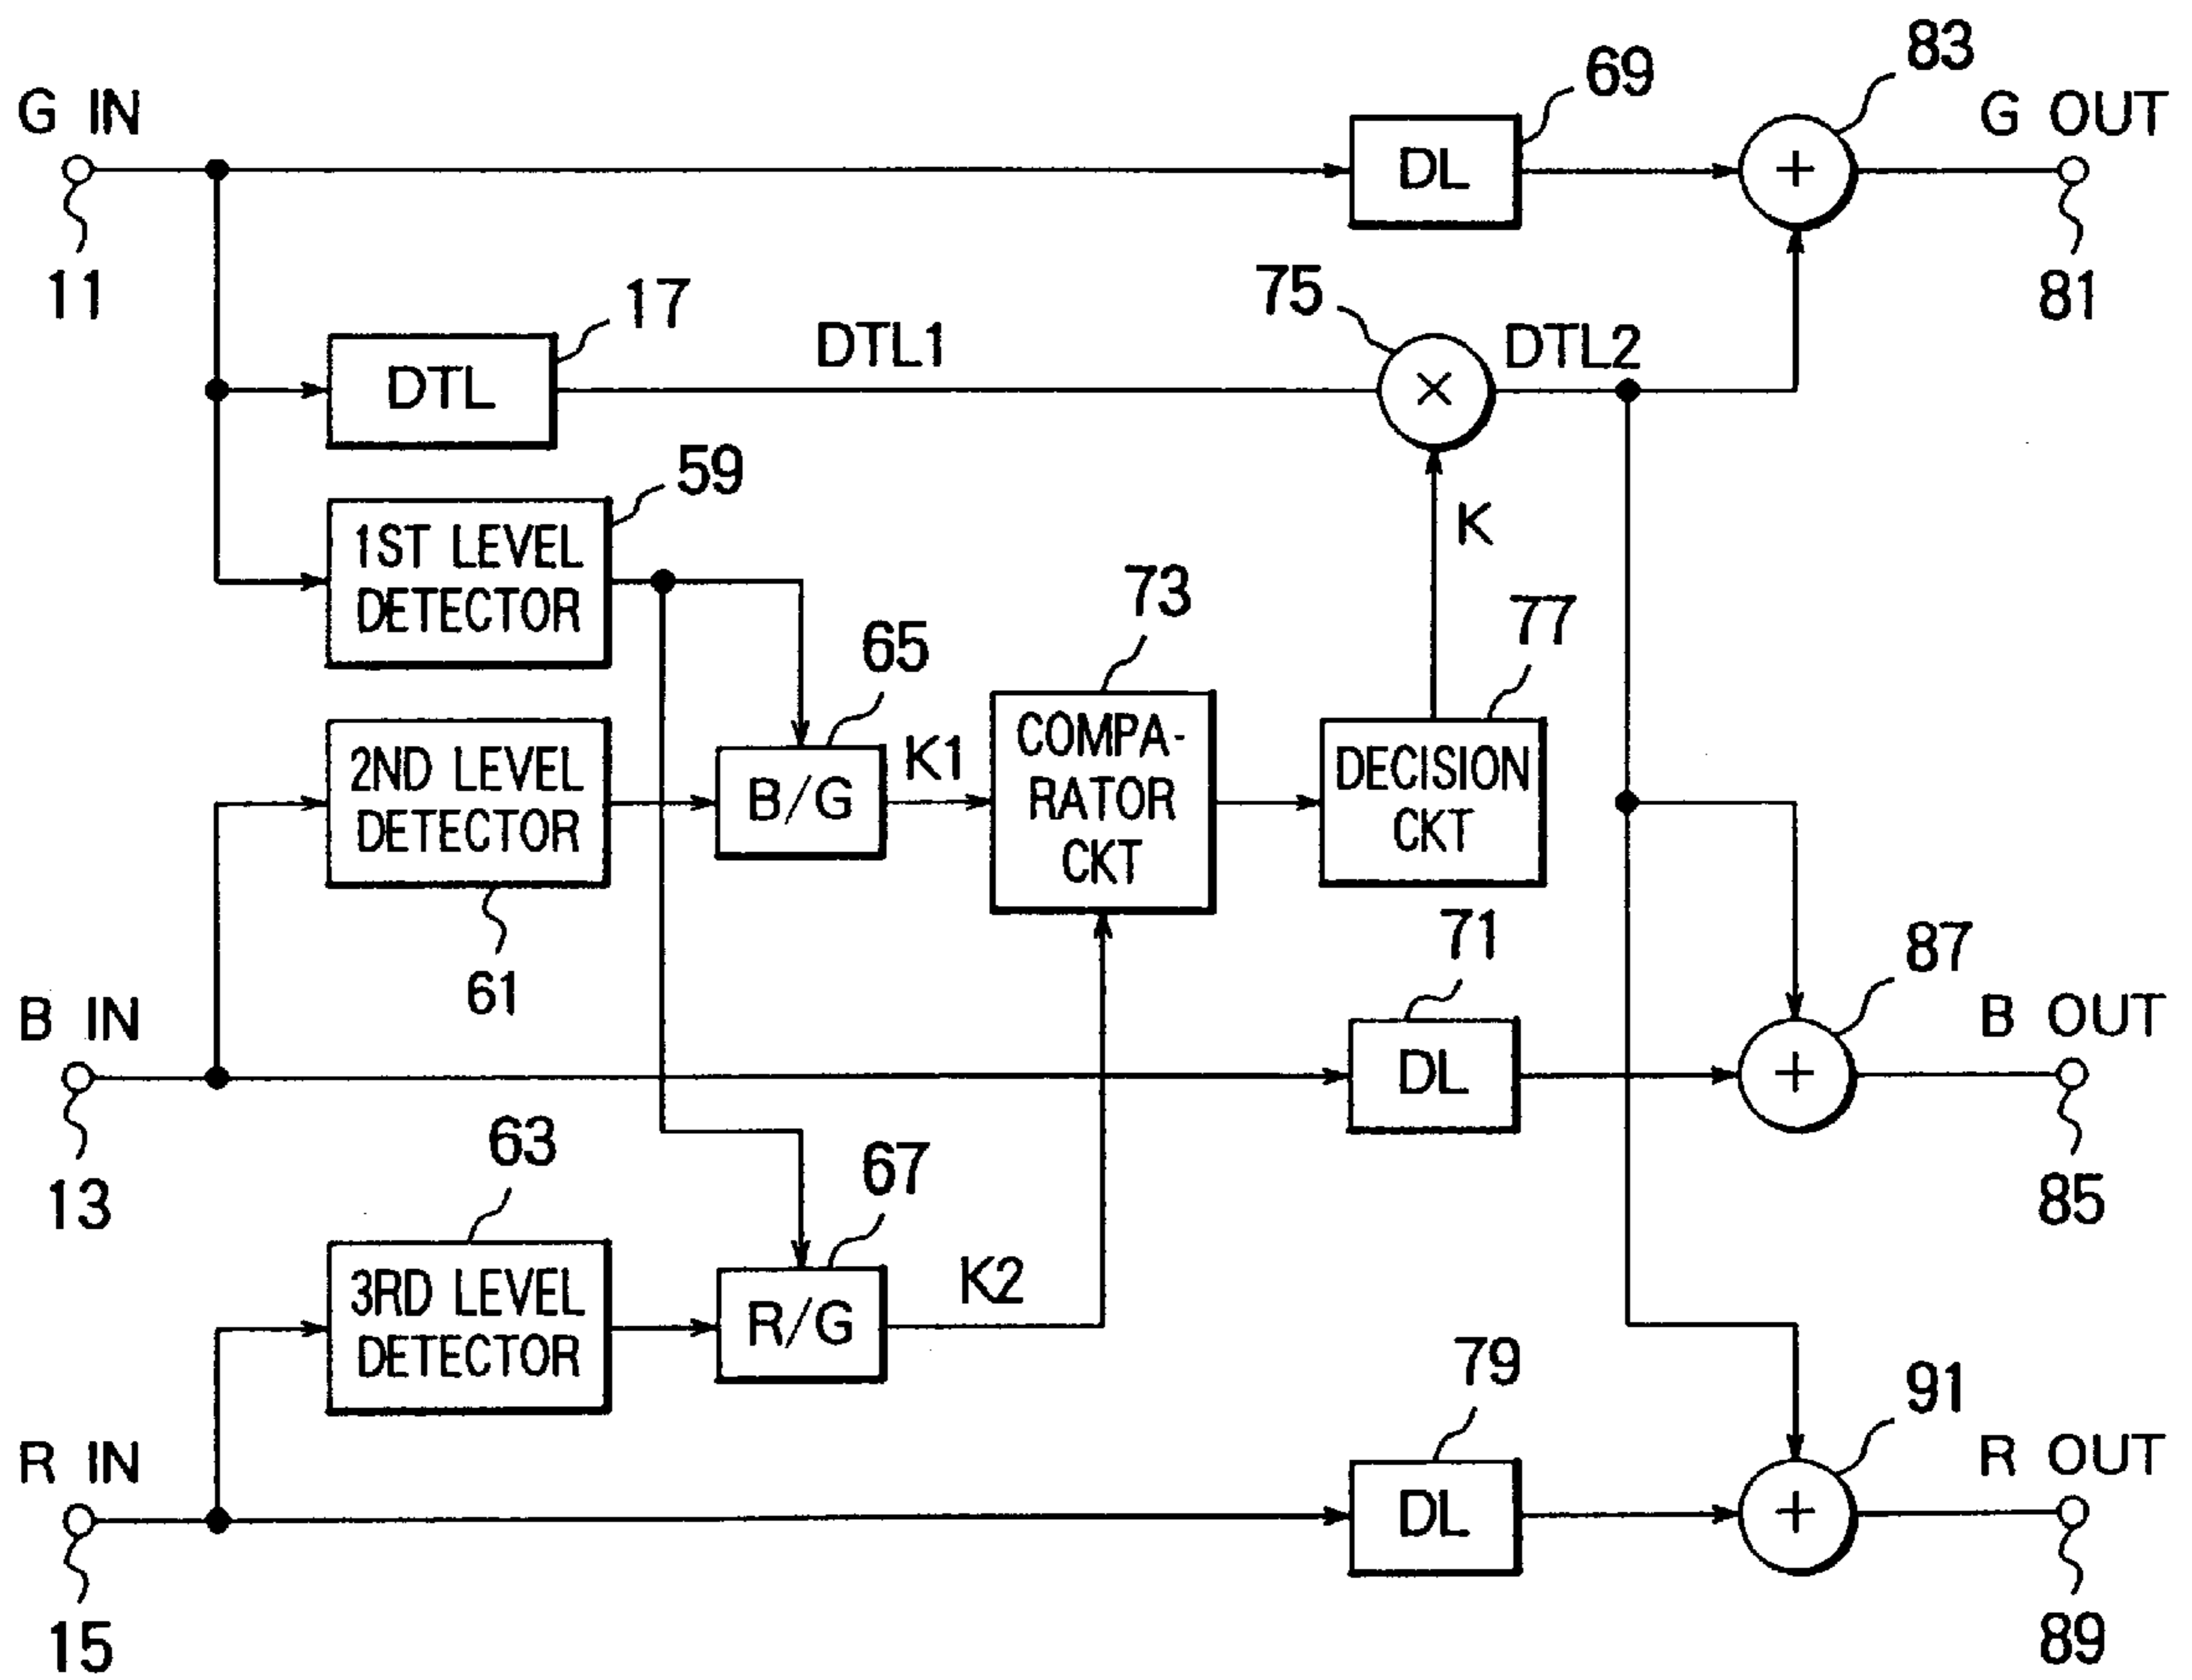 83
69
G IN
G OUT
DL
+
11
81
17
75
DTL1
DTL2
DTL
×
59
K
1ST LEVEL
DETECTOR
73
77
65
COMPA-
RATOR
CKT
K1
2ND LEVEL
DETECTOR
B/G
DECISION
CKT
71
87
61
B IN
B OUT
DL
+
63
67
13
85
K2
3RD LEVEL
DETECTOR
R/G
79
91
R IN
R OUT
DL
+
15
89